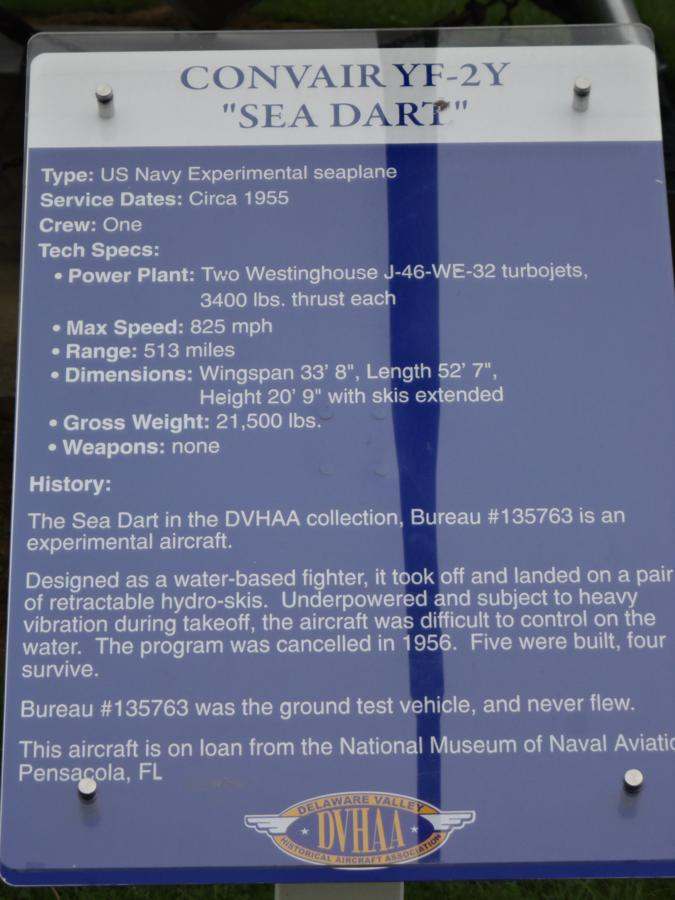 CONVAIR YF-2Y
"SEA DART"
Type: US Navy Experimental seaplane
Service Dates: Circa 1955
Crew: One
Tech Specs:
• Power Plant: Two Westinghouse J-46-WE-32 turbojets,
3400 lbs. thrust each
• Max Speed: 825 mph
• Range: 513 miles
• Dimensions: Wingspan 33' 8", Length 52' 7",
Height 20' 9" with skis extended
• Gross Weight: 21,500 lbs.
• Weapons: none
History:
The Sea Dart in the DVHAA collection, Bureau #135763 is an
experimental aircraft.
Designed as a water-based fighter, it took off and landed on a pair
of retractable hydro-skis. Underpowered and subject to heavy
vibration during takeoff, the aircraft was difficult to control on the
water. The program was cancelled in 1956. Five were built, four
survive.
Bureau #135763 was the ground test vehicle, and never flew.
This aircraft is on loan from the National Museum of Naval Aviatio
Pensacola, FL
DELAWARE VALLEY
DVHAA
HISTORICAL AIRCRAFT ASSOCIATION